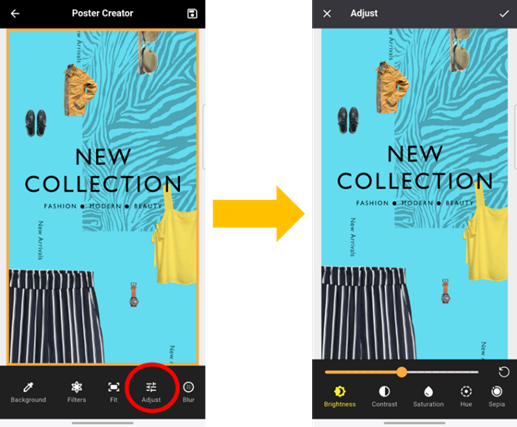 Poster Creator
New Arrivals
NEW
COLLECTION
FASHION ● MODERN ● BEAUTY
New Arrivals
New
Background
Filters
Fit
Adjust
Blur
Adjust
New Arrivals
NEW
COLLECTION
FASHION ● MODERN ● BEAUTY
New Arrivals
New
Brightness
Contrast
Saturation
Hue
Sepia